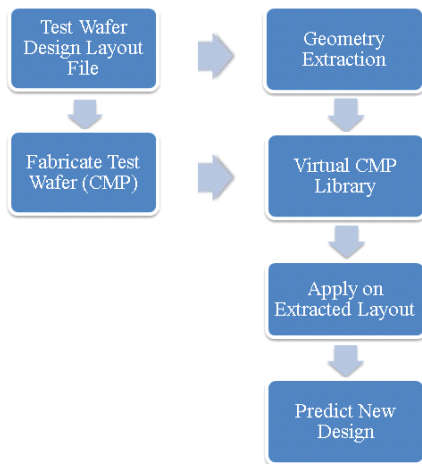 Test Wafer
Design Layout
File
Geometry
Extraction
Fabricate Test
Wafer (CMP)
Virtual CMP
Library
Apply on
Extracted Layout
Predict New
Design